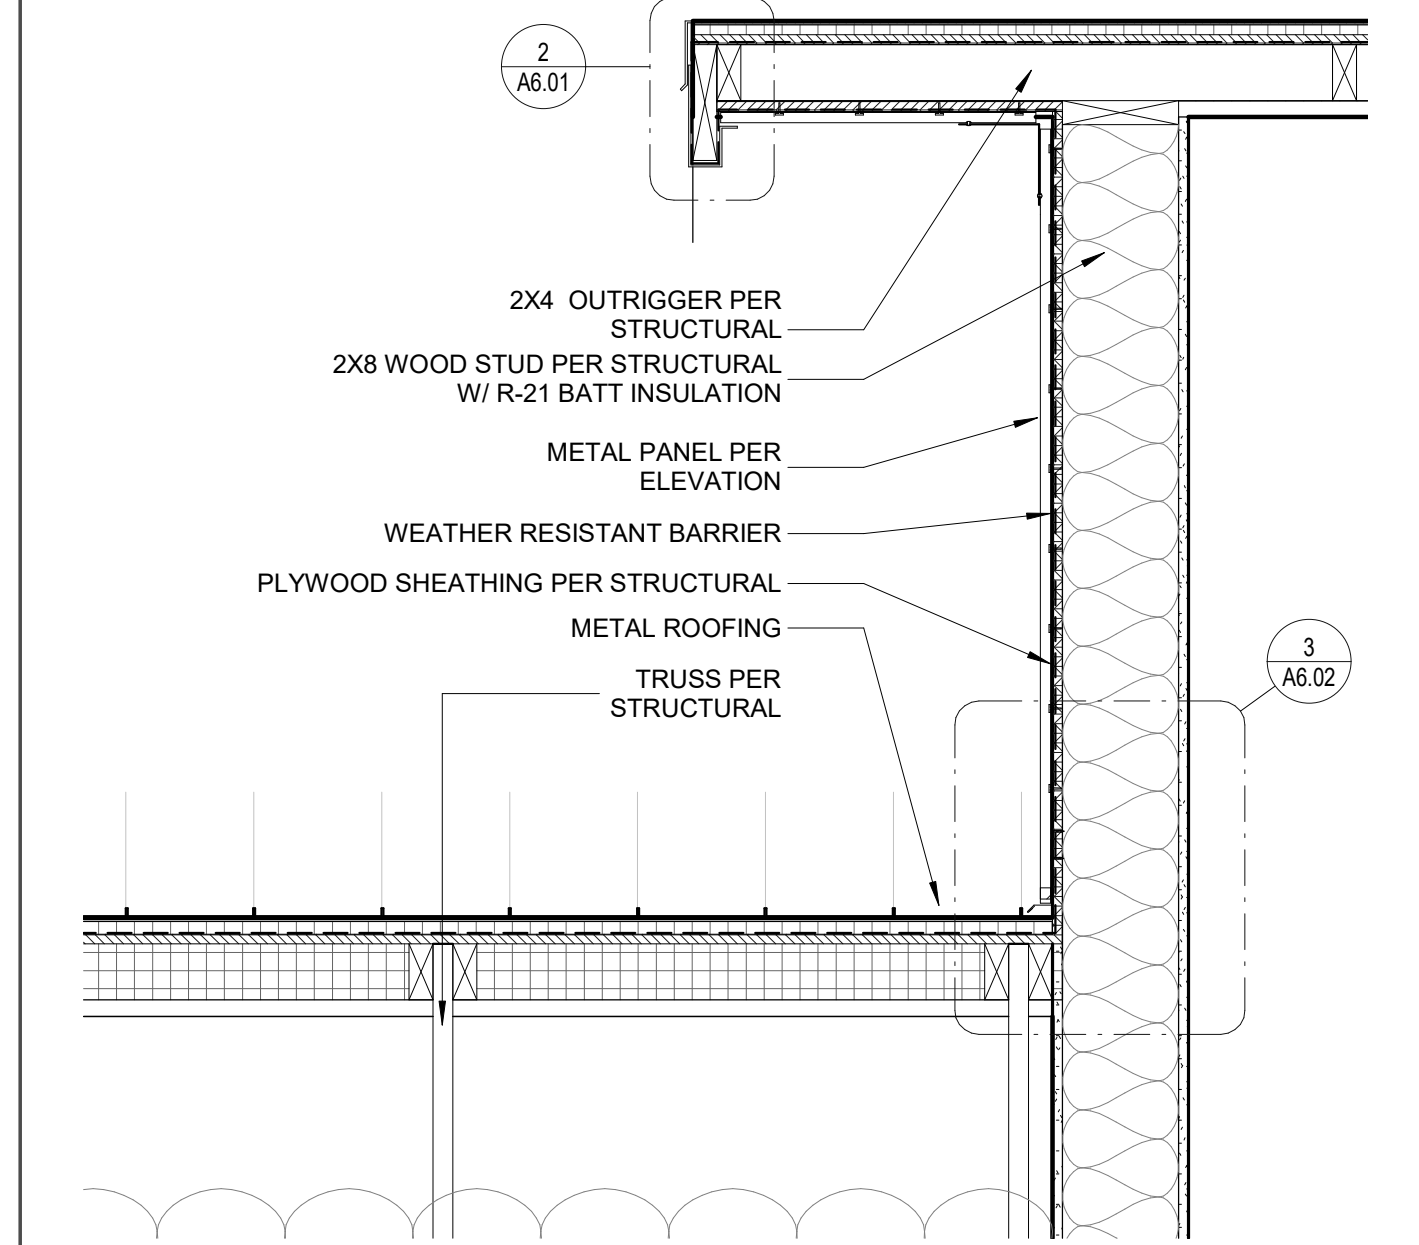 2
A6.01
2X4  OUTRIGGER PER
STRUCTURAL
2X8 WOOD STUD PER STRUCTURAL
W/ R-21 BATT INSULATION
METAL PANEL PER
ELEVATION
WEATHER RESISTANT BARRIER
PLYWOOD SHEATHING PER STRUCTURAL
METAL ROOFING
TRUSS PER
STRUCTURAL
3
A6.02